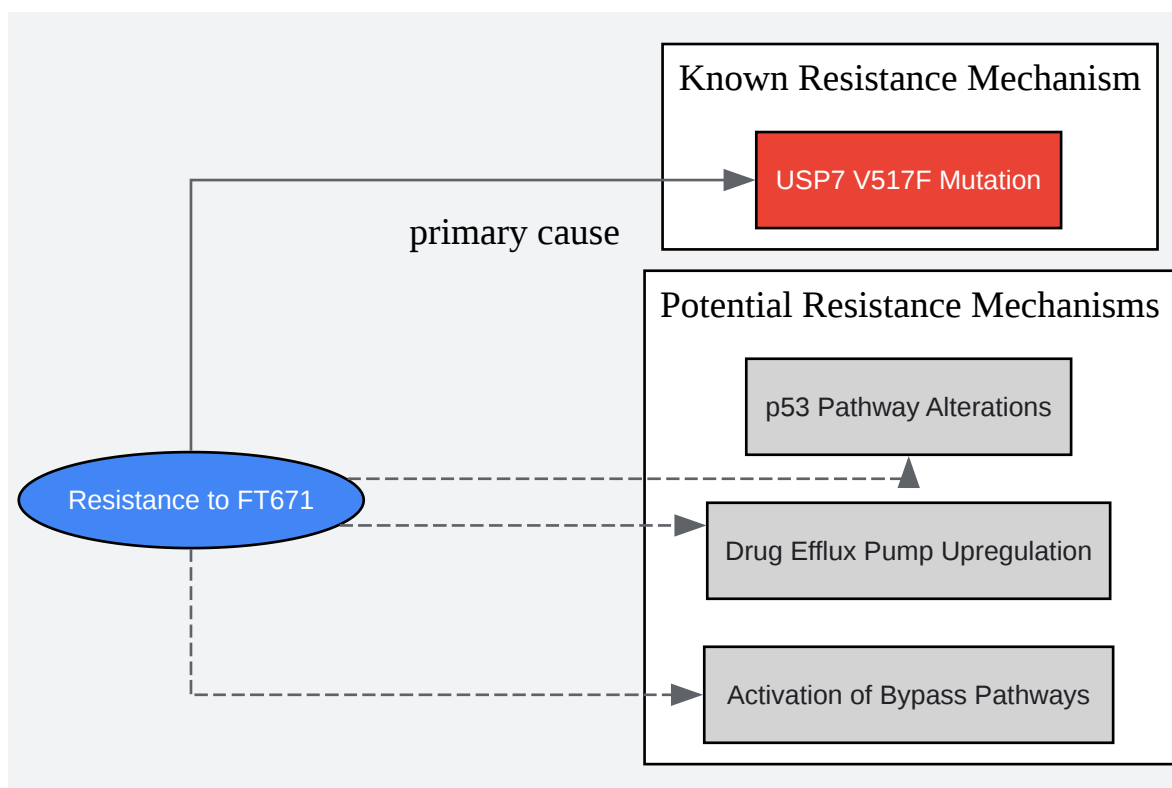 Known Resistance Mechanism
USP7 V517F Mutation
primary cause
Potential Resistance Mechanisms
p53 Pathway Alterations
Resistance to FT671
Drug Efflux Pump Upregulation
Activation of Bypass Pathways